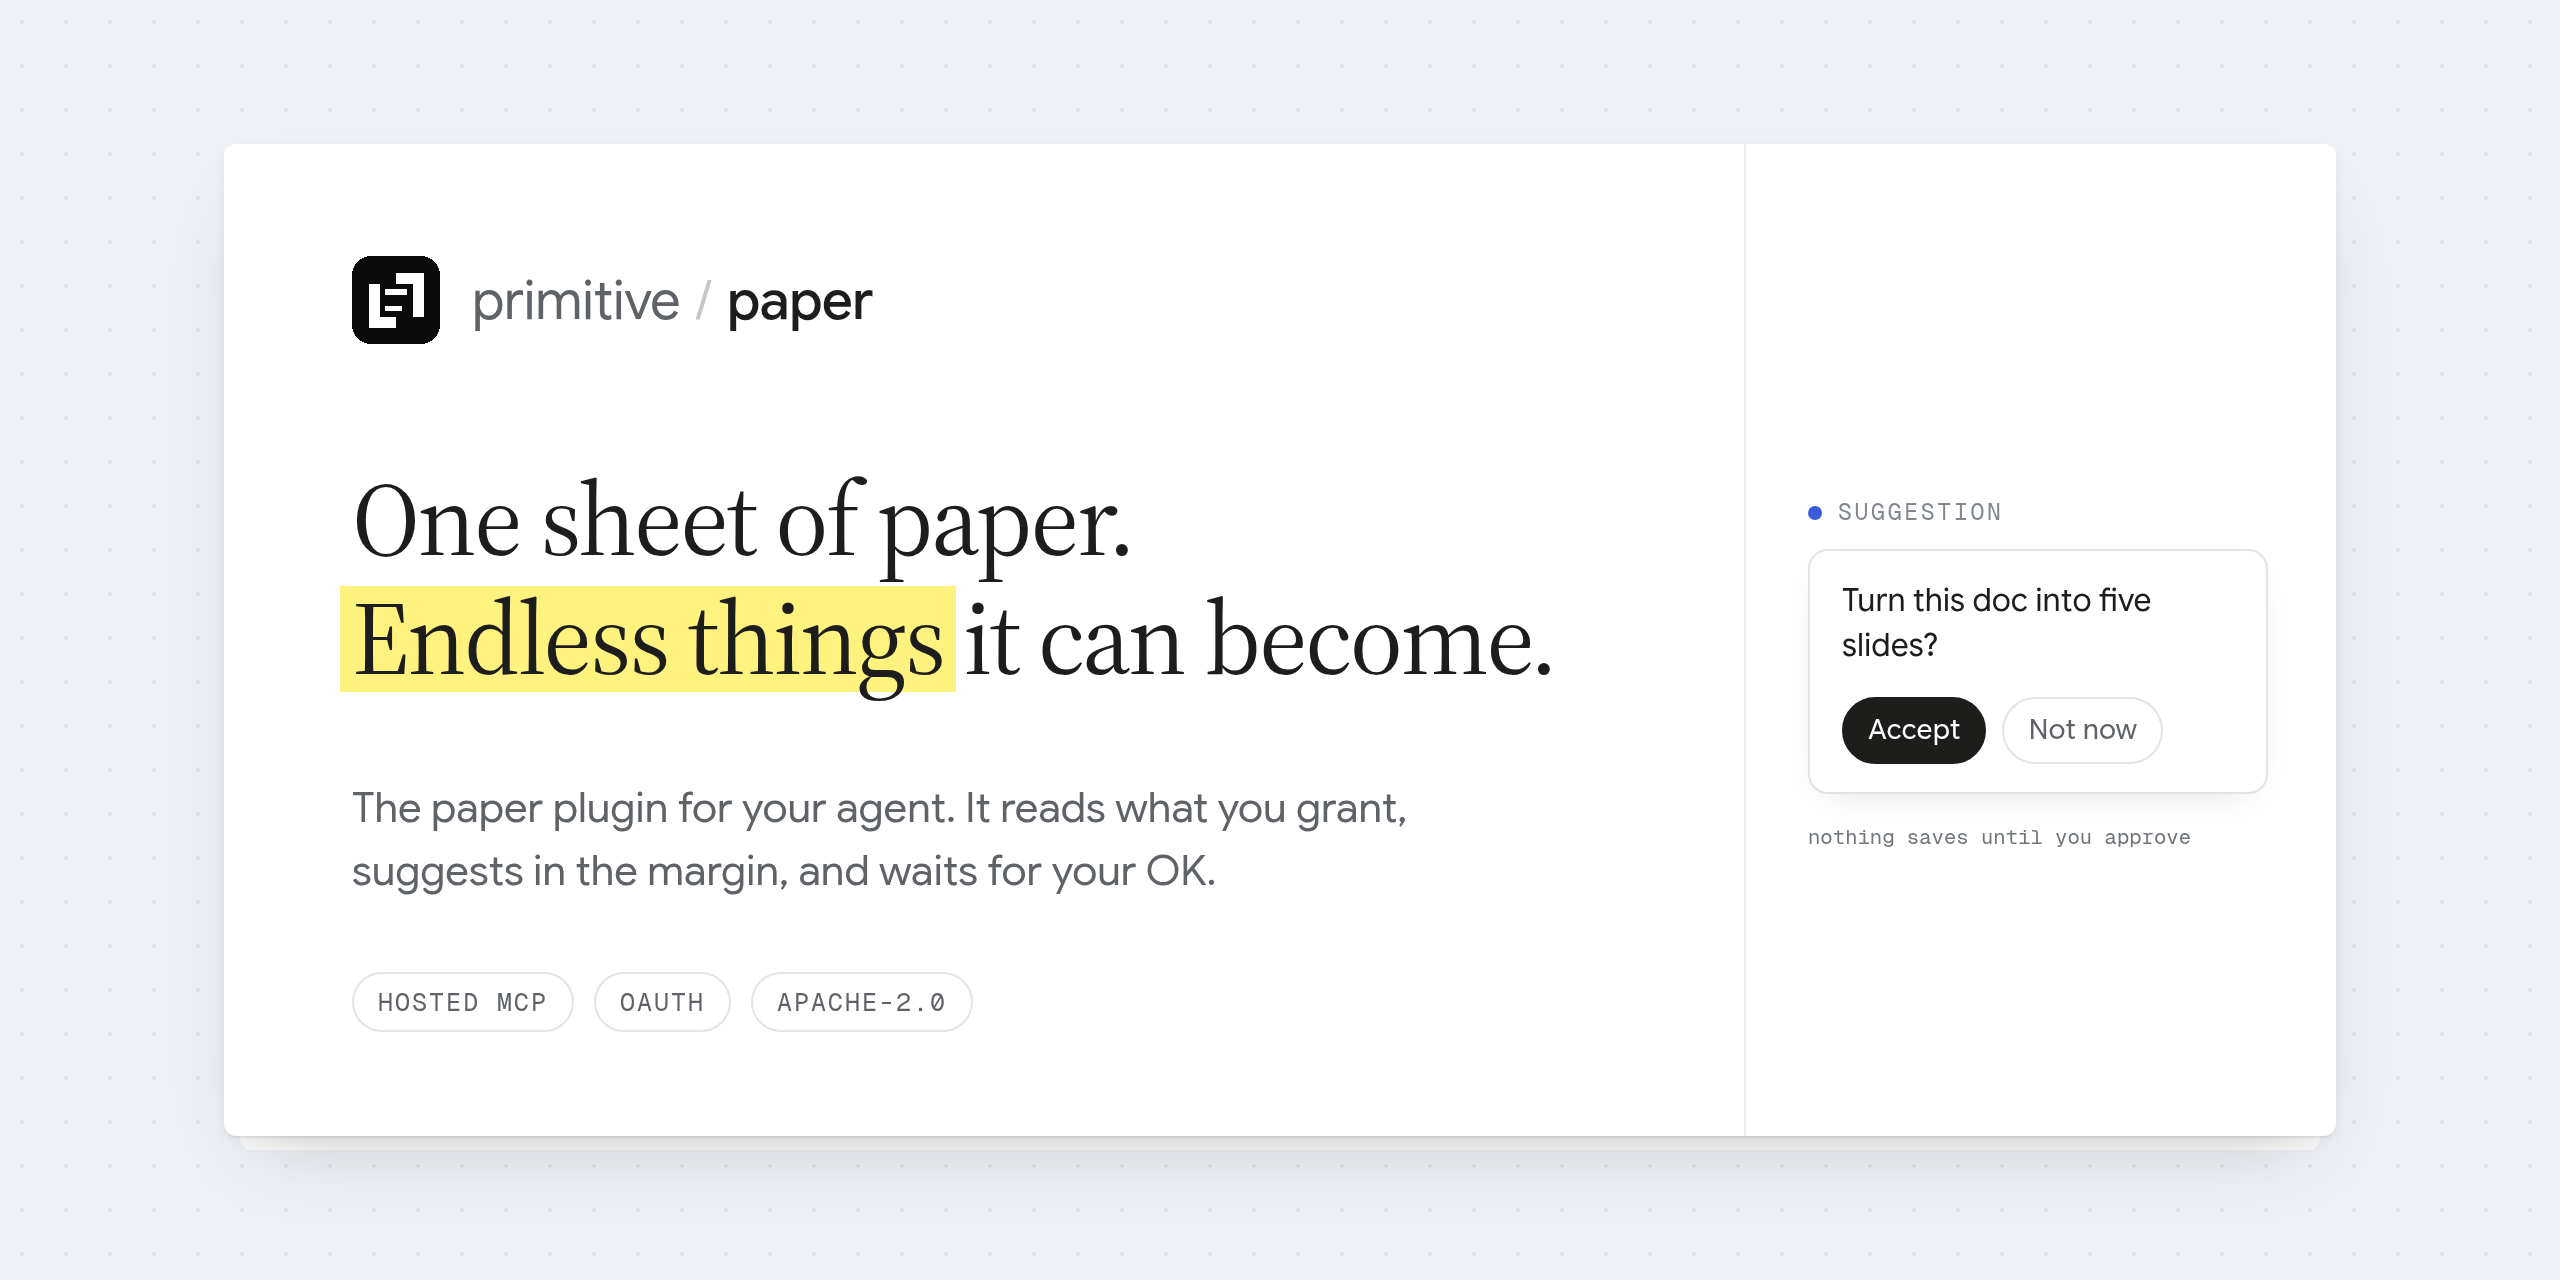 primitive / paper
One sheet of paper.
Endless things it can become.
The paper plugin for your agent. It reads what you grant,
suggests in the margin, and waits for your OK.
HOSTED MCP
OAUTH
APACHE-2.0
SUGGESTION
Turn this doc into five
slides?
Accept
Not now
nothing saves until you approve